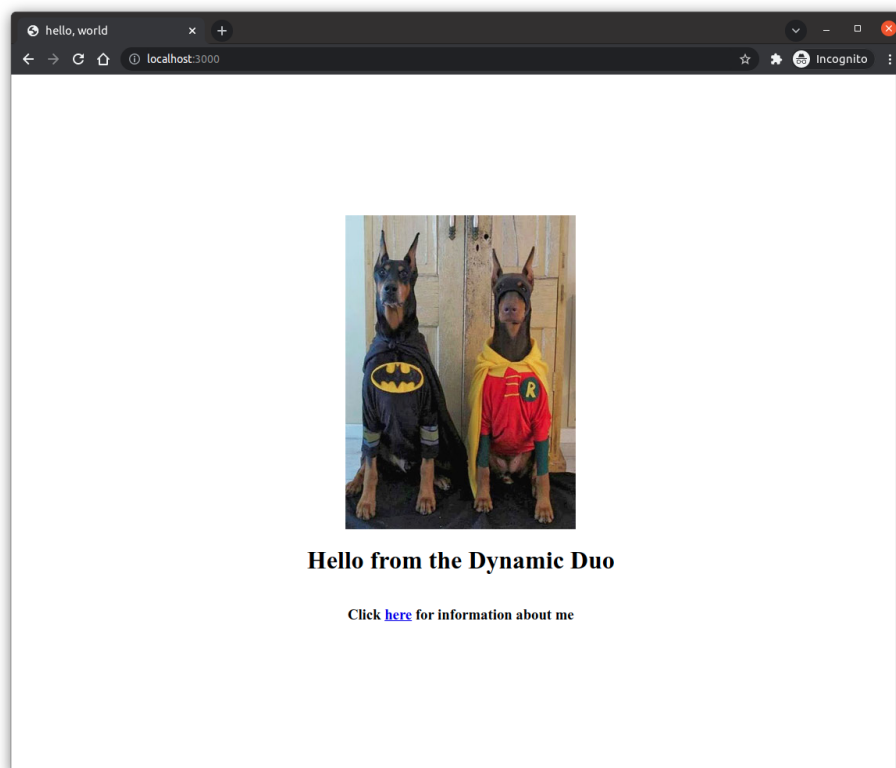 hello, world
localhost:3000
Incognito
R
Hello from the Dynamic Duo
Click here for information about me